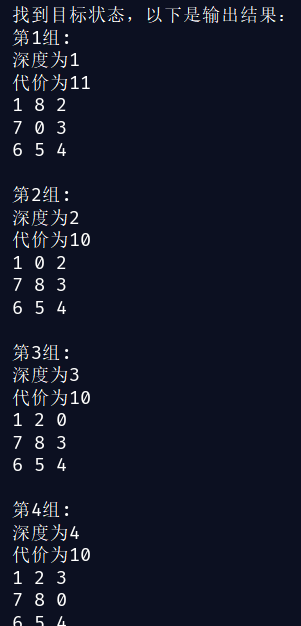 找到目标状态，以下是输出结果：
第1组：
深度为1
代价为11
1 8 2
7 0 3
6 5 4
第2组：
深度为2
代价为10
1 0 2
7 8 3
6 5 4
第3组：
深度为3
代价为10
1 2 0
7 8 3
6 5 4
第4组：
深度为4
代价为10
1 2 3
7 8 0
6 5 4